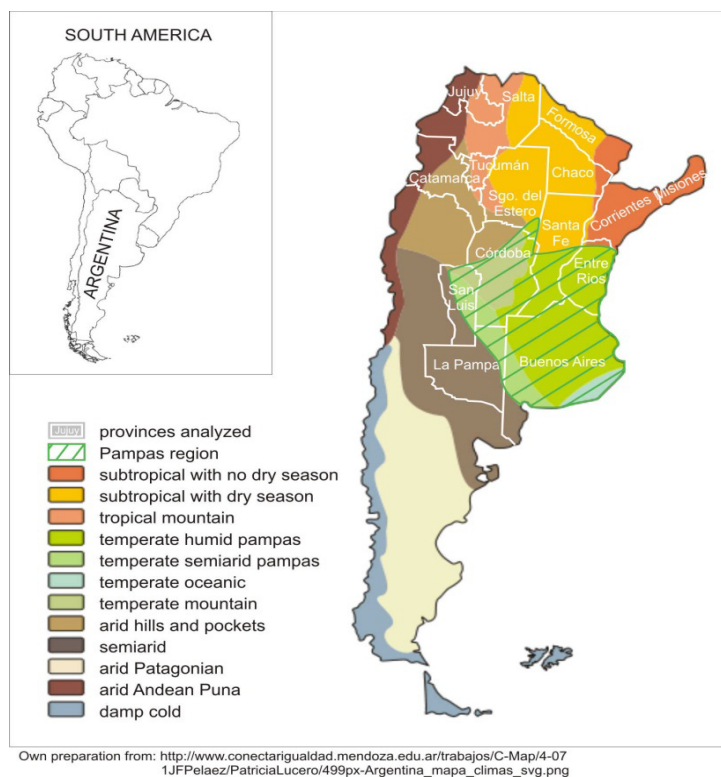 SOUTH AMERICA
ARGENTINA
Jujuy
Salta
Formosa
Tucumán
Catamarca
Chaco
Sgo. del
Estero
Corrientes
Misiones
Santa
Fe
Córdoba
Entre
Rios
San
Luis
La Pampa
Buenos Aires
Jujuy
provinces analyzed
Pampas region
subtropical with no dry season
subtropical with dry season
tropical mountain
temperate humid pampas
temperate semiarid pampas
temperate oceanic
temperate mountain
arid hills and pockets
semiarid
arid Patagonian
arid Andean Puna
damp cold
Own preparation from: http://www.conectarigualdad.mendoza.edu.ar/trabajos/C-Map/4-07
1JFPelaez/PatriciaLucero/499px-Argentina_mapa_climas_svg.png